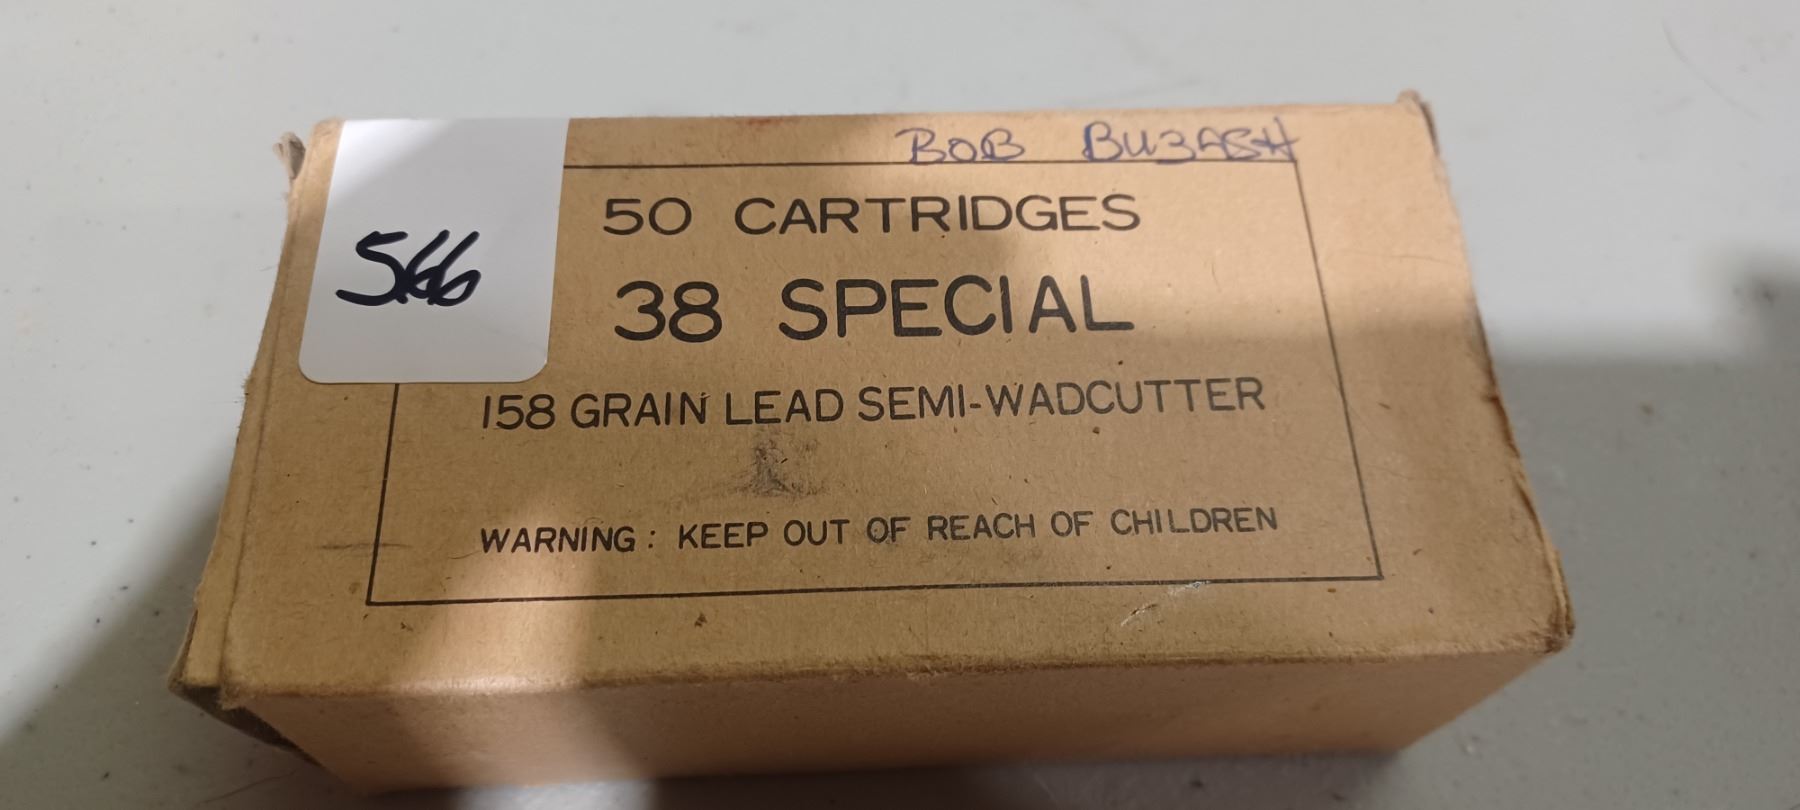 BOB BUZASH
50 CARTRIDGES
566
38 SPECIAL
158 GRAIN LEAD SEMI-WADCUTTER
WARNING: KEEP OUT OF REACH OF CHILDREN